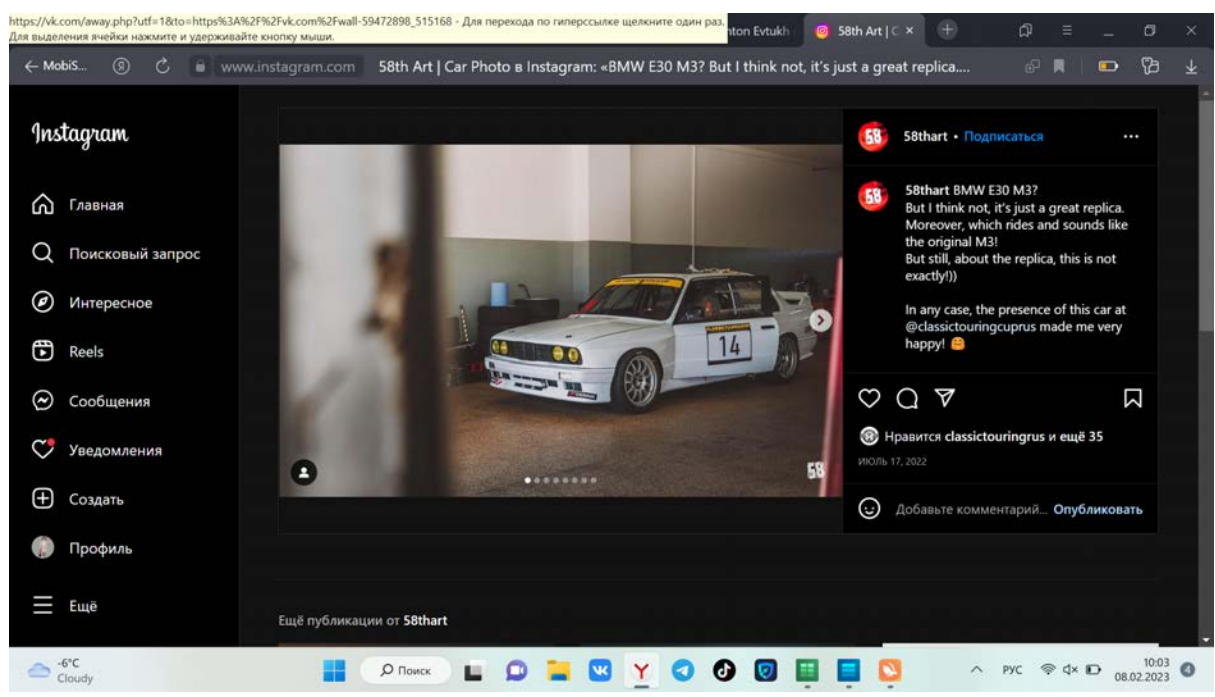 https://vk.com/away.php?utf=1&to=https%3A%2F%2Fvk.com%2Fwall-59472898_515168 - Для перехода по гиперссылке щелкните один раз.
Для выделения ячейки нажмите и удерживайте кнопку мыши.
nton Evtukh
58th Art | C
MobiS...
www.instagram.com
58th Art | Car Photo в Instagram: «BMW E30 M3? But I think not, it's just a great replica....
Instagram
Главная
Поисковый запрос
Интересное
Reels
Сообщения
Уведомления
Создать
Профиль
Ещё
14
58
58
58thart • Подписаться
58
58thart BMW E30 M3?
But I think not, it's just a great replica.
Moreover, which rides and sounds like
the original M3!
But still, about the replica, this is not
exactly!))
In any case, the presence of this car at
@classictouringcuprus made me very
happy! 🤗
Нравится classictouringrus и ещё 35
ИЮЛЬ 17, 2022
Добавьте комментарий... Опубликовать
Ещё публикации от 58thart
-6°C
Cloudy
Поиск
РУС
10:03
08.02.2023
4